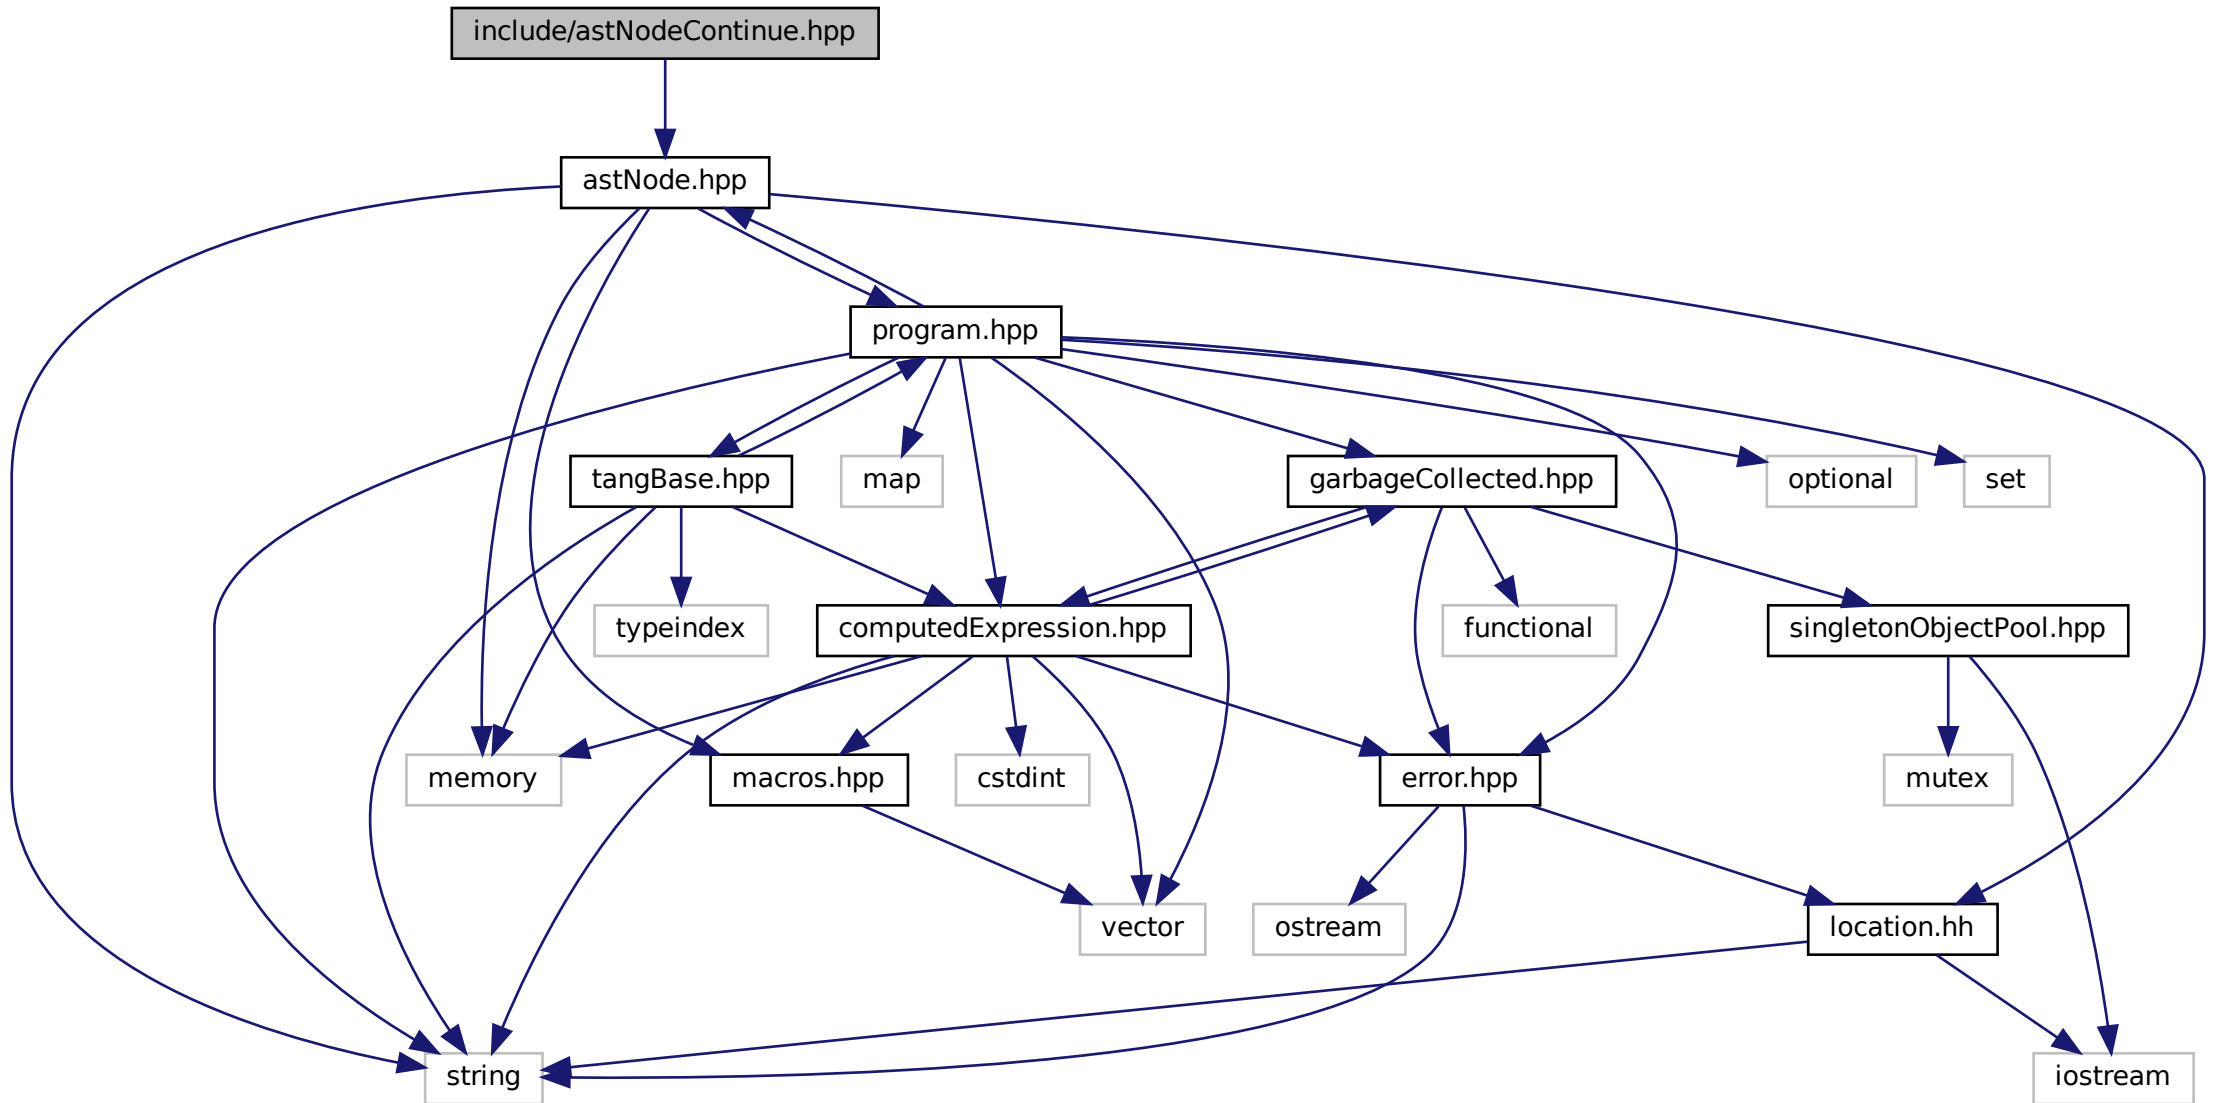 include/astNodeContinue.hpp
astNode.hpp
program.hpp
tangBase.hpp
map
garbageCollected.hpp
optional
set
typeindex
computedExpression.hpp
functional
singletonObjectPool.hpp
memory
macros.hpp
cstdint
error.hpp
mutex
vector
ostream
location.hh
string
iostream